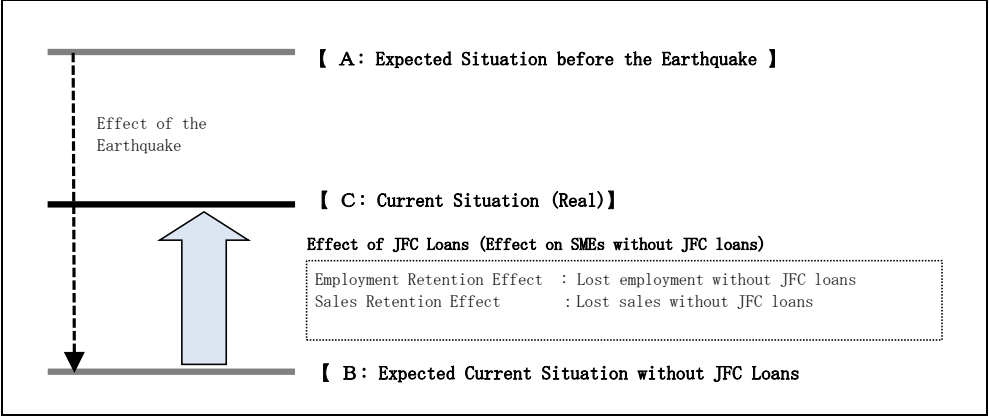 【 A: Expected Situation before the Earthquake 】
Effect of the
Earthquake
【 C: Current Situation (Real)】
Effect of JFC Loans (Effect on SMEs without JFC loans)
Employment Retention Effect : Lost employment without JFC loans
Sales Retention Effect : Lost sales without JFC loans
【 B: Expected Current Situation without JFC Loans